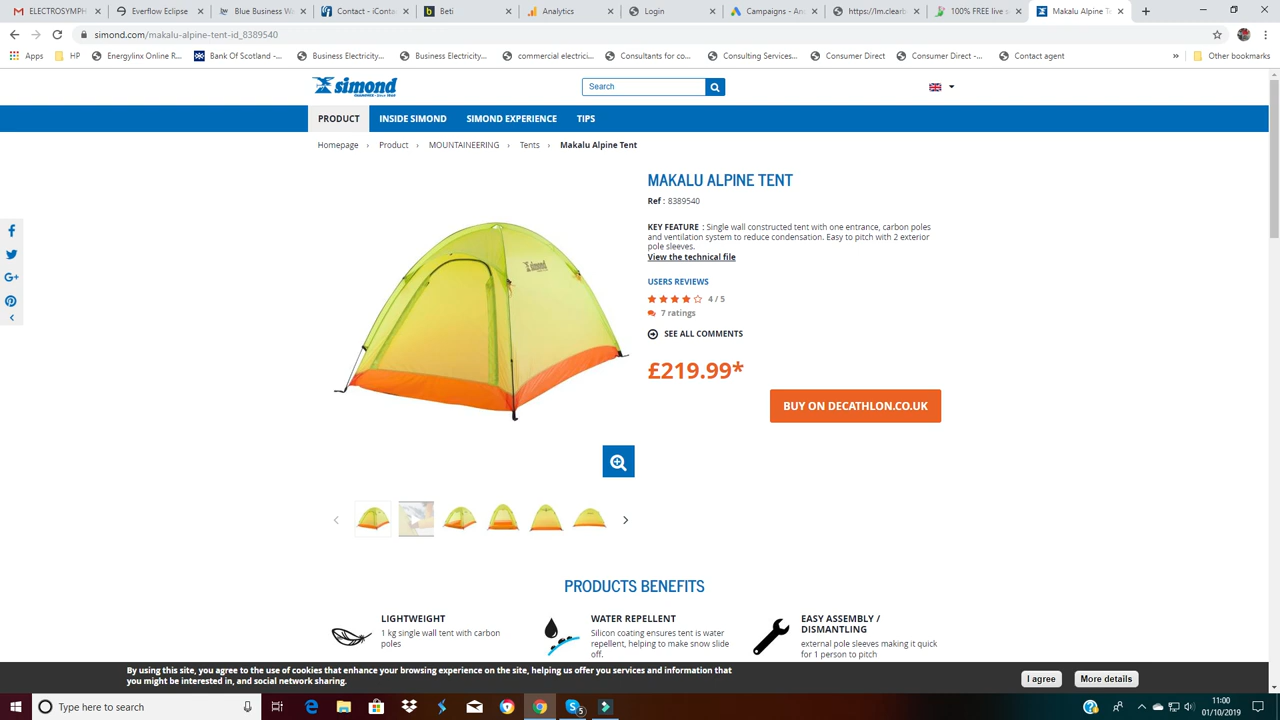 ELECTROSYMPH
Everflow Eclipse
Blue Business Wa
Contact - iConta
Beti
Analytics
Login
Campaigns - An
https://lm.clearb
100% FREE live s
Makalu Alpine Te
simond.com/makalu-alpine-tent-id_8389540
Apps
HP
Energylinx Online R...
Bank Of Scotland -...
Business Electricity...
Business Electricity...
commercial electrici...
Consultants for co...
Consulting Services...
Consumer Direct
Consumer Direct -...
Contact agent
»
Other bookmarks
simond
Search
PRODUCT
INSIDE SIMOND
SIMOND EXPERIENCE
TIPS
Homepage › Product › MOUNTAINEERING › Tents › Makalu Alpine Tent
MAKALU ALPINE TENT
Ref : 8389540
KEY FEATURE : Single wall constructed tent with one entrance, carbon poles
and ventilation system to reduce condensation. Easy to pitch with 2 exterior
pole sleeves.
View the technical file
USERS REVIEWS
4 / 5
7 ratings
SEE ALL COMMENTS
£219.99*
BUY ON DECATHLON.CO.UK
simond
PRODUCTS BENEFITS
LIGHTWEIGHT
1 kg single wall tent with carbon
poles
WATER REPELLENT
Silicon coating ensures tent is water
repellent, helping to make snow slide
off.
EASY ASSEMBLY /
DISMANTLING
external pole sleeves making it quick
for 1 person to pitch
By using this site, you agree to the use of cookies that enhance your browsing experience on the site, helping us offer you services and information that
you might be interested in, and social network sharing.
I agree
More details
Type here to search
5
11:00
01/10/2019